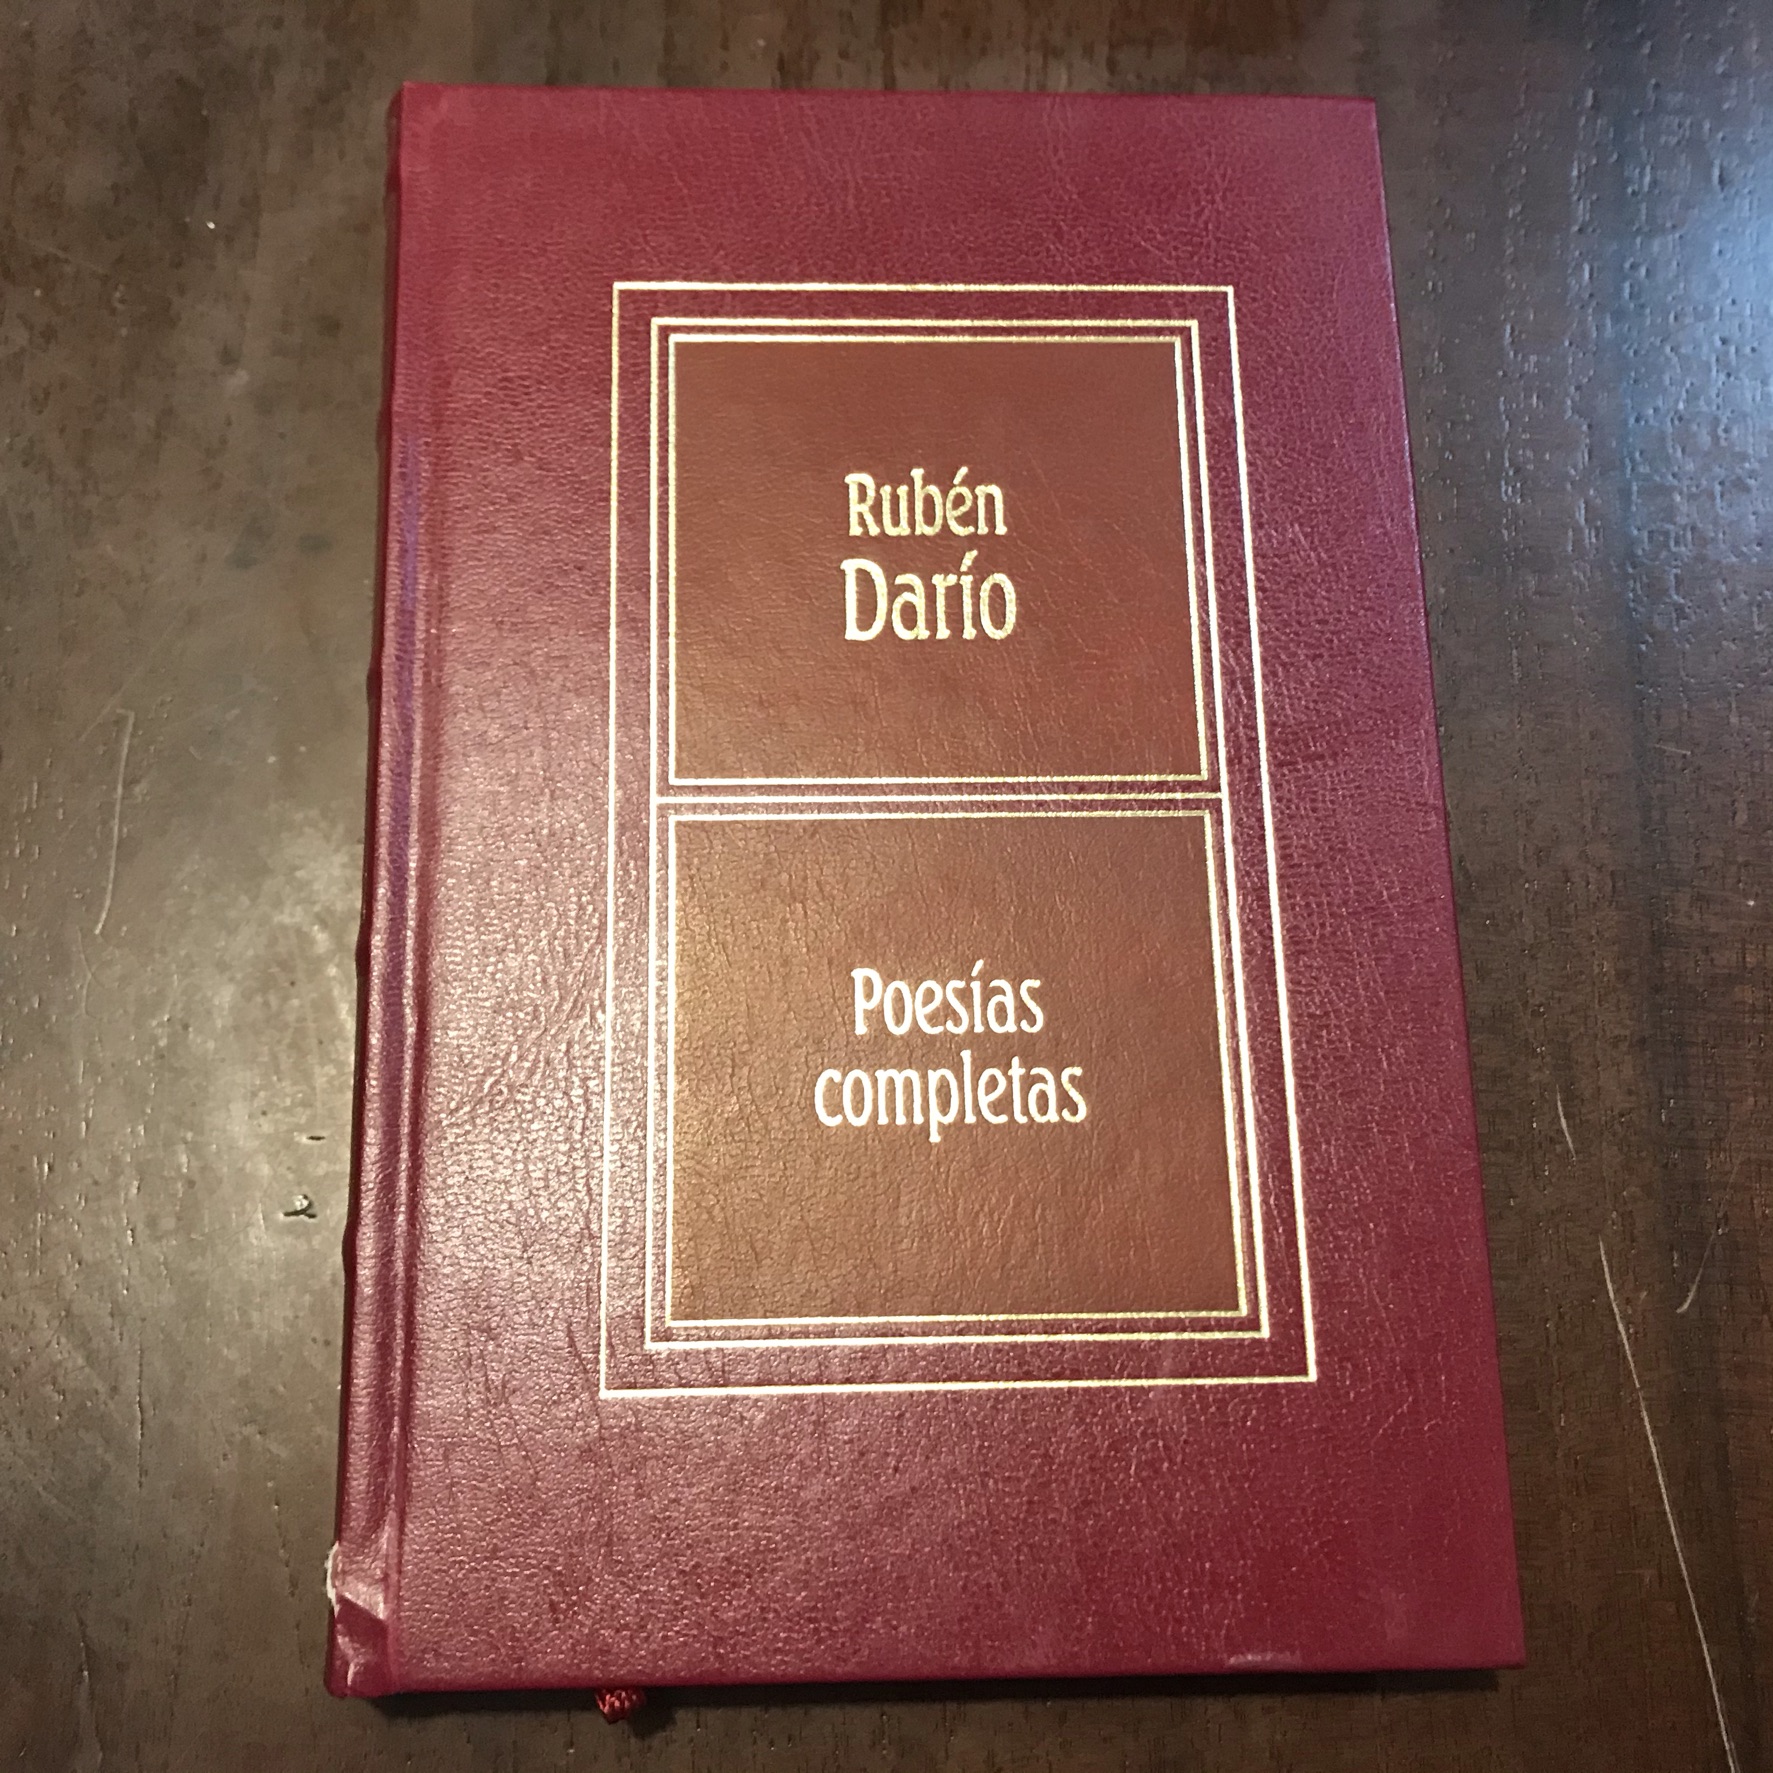 Rubén
Darío
Poesías
completas